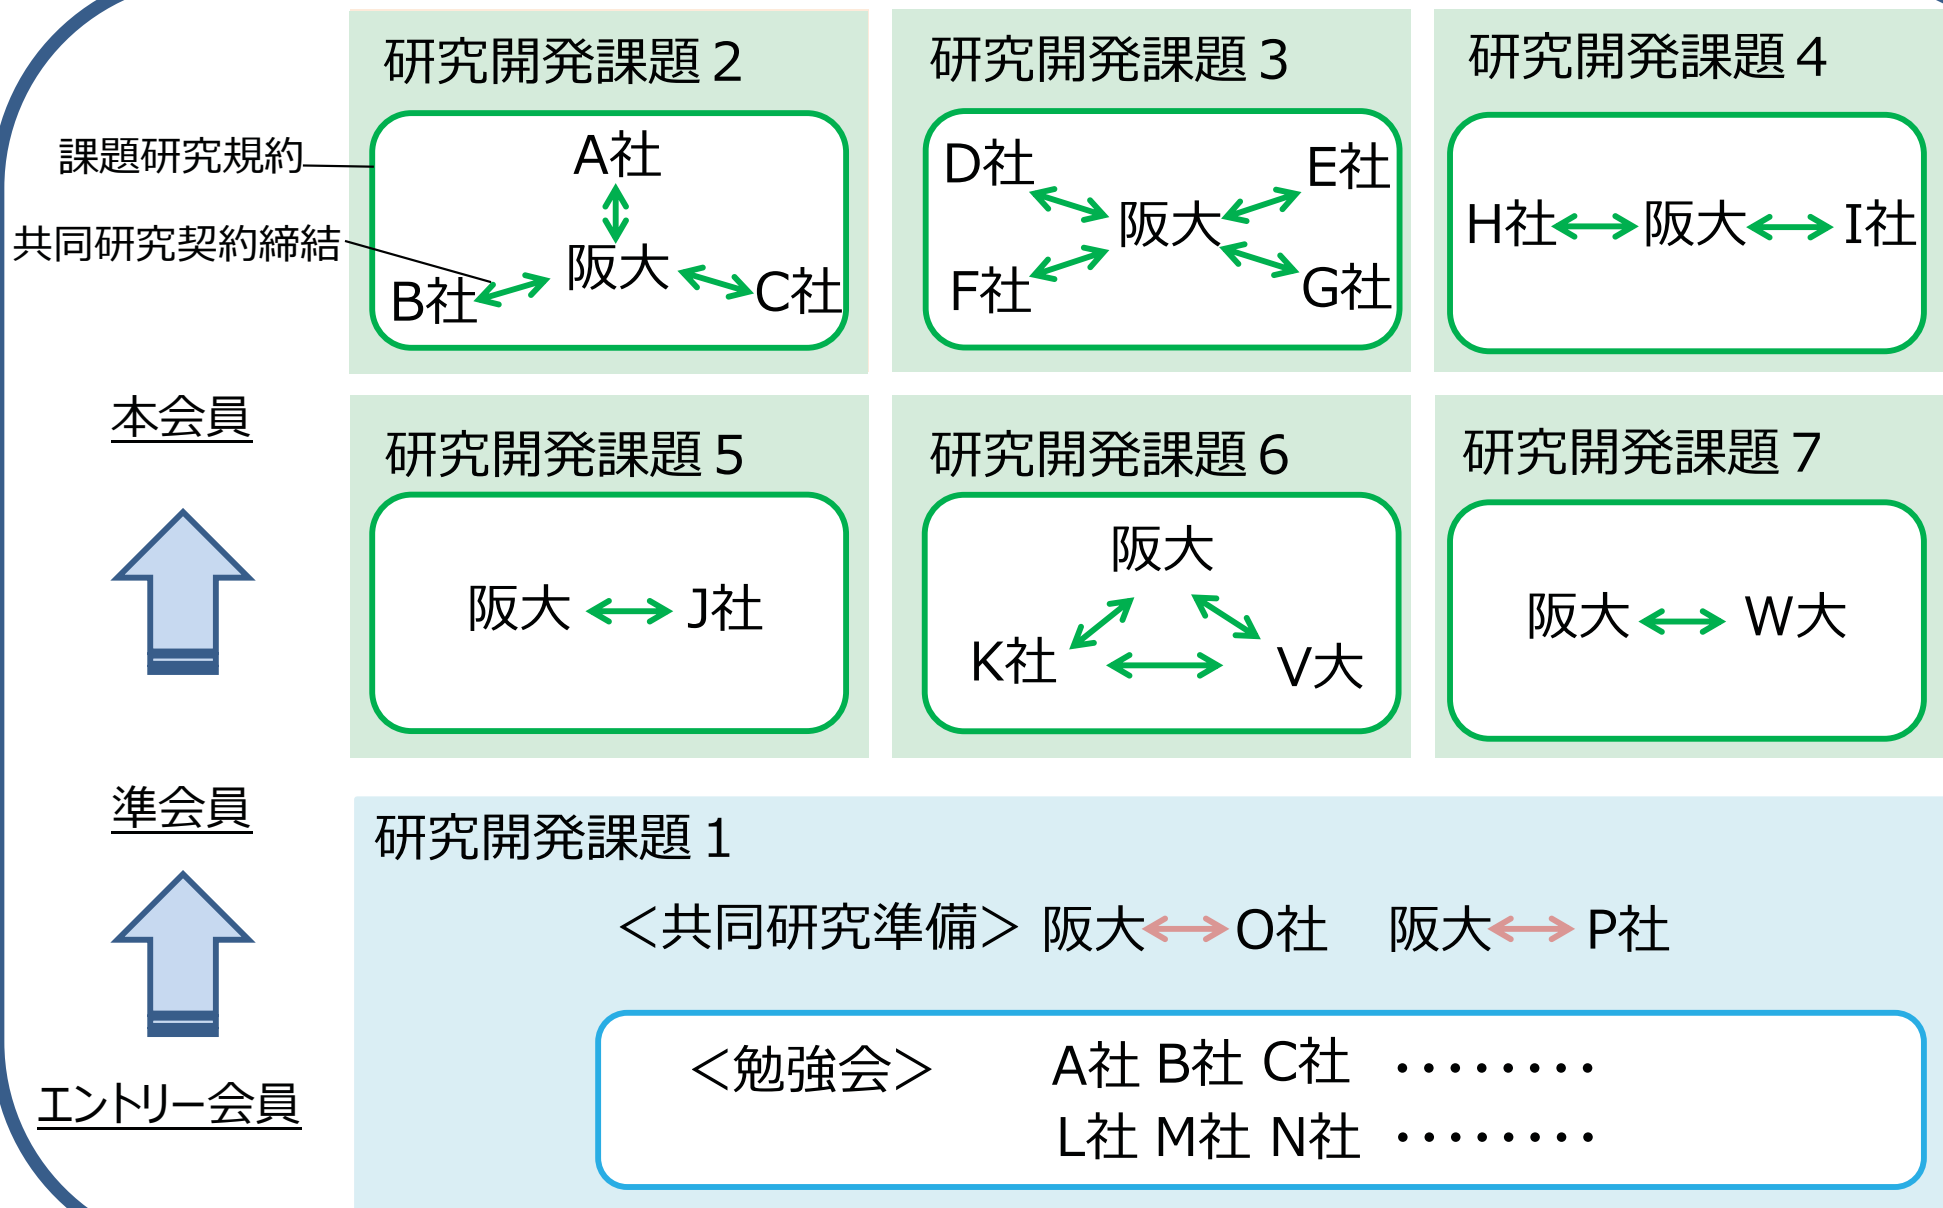 研究開発課題２
研究開発課題３
研究開発課題４
課題研究規約
共同研究契約締結
A社
阪大
B社
C社
D社
E社
阪大
F社
G社
H社
阪大
I社
本会員
研究開発課題５
研究開発課題６
研究開発課題７
阪大
J社
阪大
K社
V大
阪大
W大
準会員
研究開発課題１
＜共同研究準備＞ 阪大 O社 阪大 P社
エントリー会員
＜勉強会＞
A社 B社 C社 ・・・・・・・・
L社 M社 N社 ・・・・・・・・